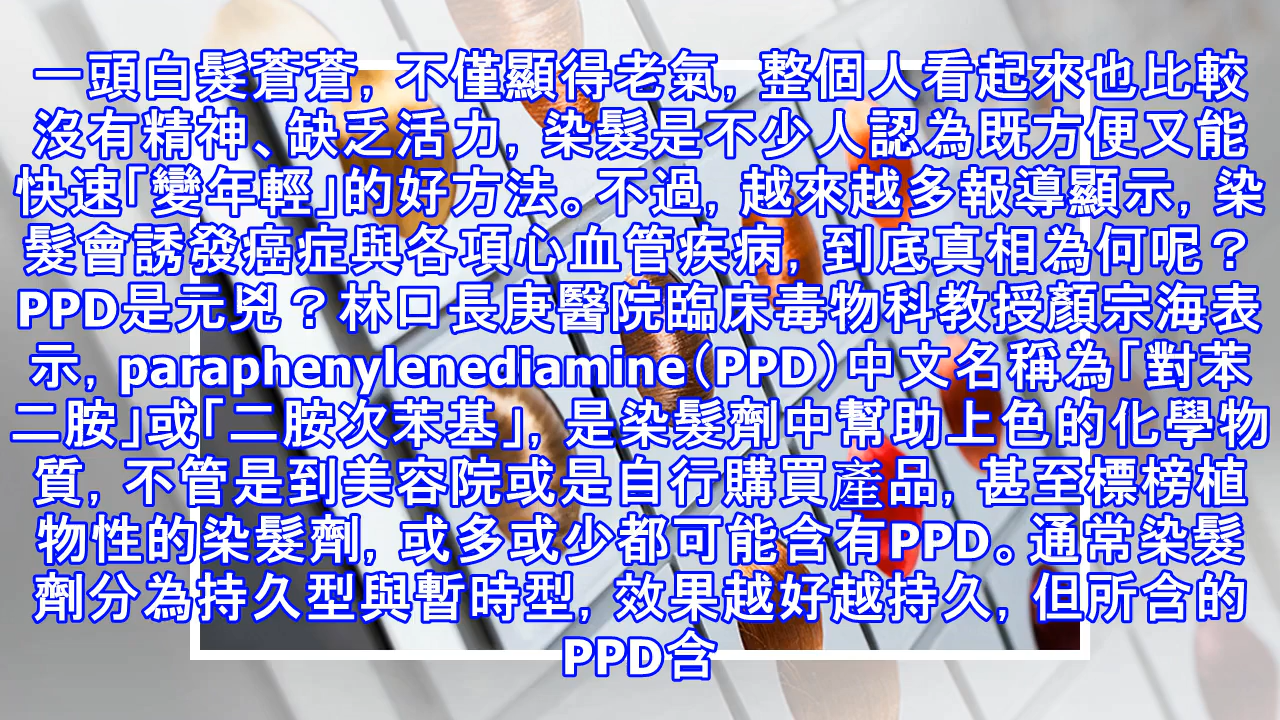 一頭白髮蒼蒼，不僅顯得老氣，整個人看起來也比較
沒有精神、缺乏活力，染髮是不少人認為既方便又能
快速「變年輕」的好方法。不過，越來越多報導顯示，染
髮會誘發癌症與各項心血管疾病，到底真相為何呢？
PPD是元兇？林口長庚醫院臨床毒物科教授顏宗海表
示，paraphenylenediamine（PPD）中文名稱為「對苯
二胺」或「二胺次苯基」，是染髮劑中幫助上色的化學物
質，不管是到美容院或是自行購買產品，甚至標榜植
物性的染髮劑，或多或少都可能含有PPD。通常染髮
劑分為持久型與暫時型，效果越好越持久，但所含的
PPD含